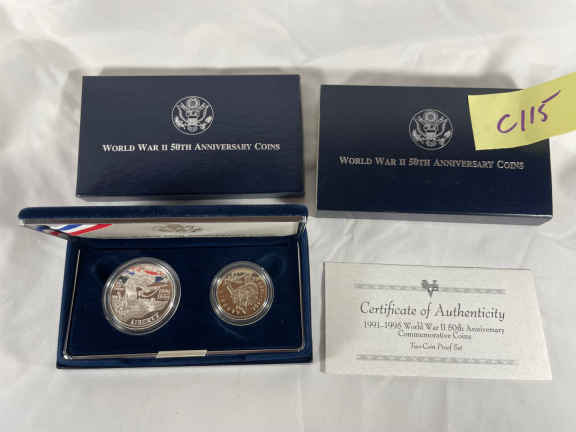 WORLD WAR II 50TH ANNIVERSARY COINS
WORLD WAR II 50TH ANNIVERSARY COINS
C115
LIBERTY
Certificate of Authenticity
1991-1995 World War II 50th Anniversary
Commemorative Coins
Two-Coin Proof Set